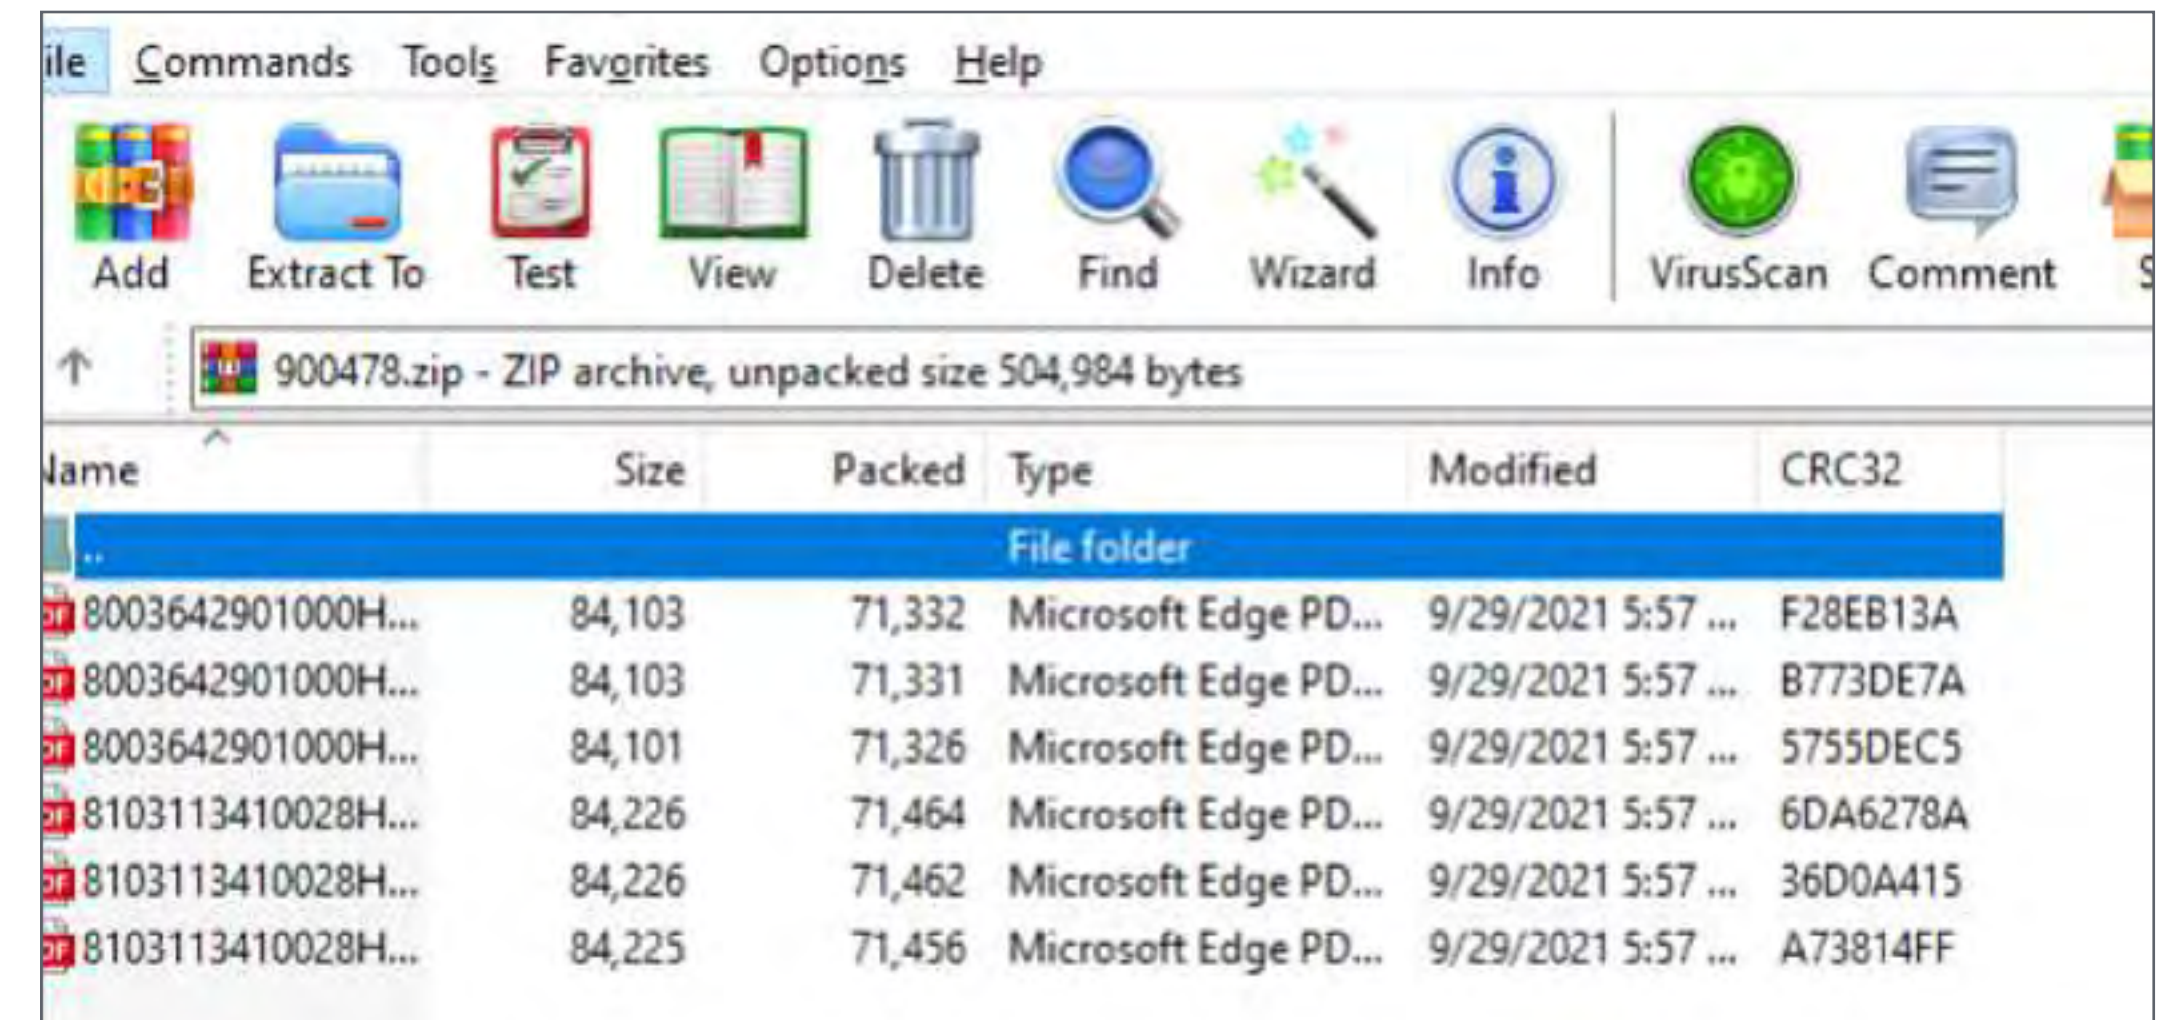 ile Commands Tools Favorites Options Help
Add Extract To Test View Delete Find Wizard Info VirusScan Comment S
900478.zip - ZIP archive, unpacked size 504,984 bytes
Name Size Packed Type Modified CRC32
.. File folder
8003642901000H... 84,103 71,332 Microsoft Edge PD... 9/29/2021 5:57 ... F28EB13A
8003642901000H... 84,103 71,331 Microsoft Edge PD... 9/29/2021 5:57 ... B773DE7A
8003642901000H... 84,101 71,326 Microsoft Edge PD... 9/29/2021 5:57 ... 5755DEC5
8103113410028H... 84,226 71,464 Microsoft Edge PD... 9/29/2021 5:57 ... 6DA6278A
8103113410028H... 84,226 71,462 Microsoft Edge PD... 9/29/2021 5:57 ... 36D0A415
8103113410028H... 84,225 71,456 Microsoft Edge PD... 9/29/2021 5:57 ... A73814FF